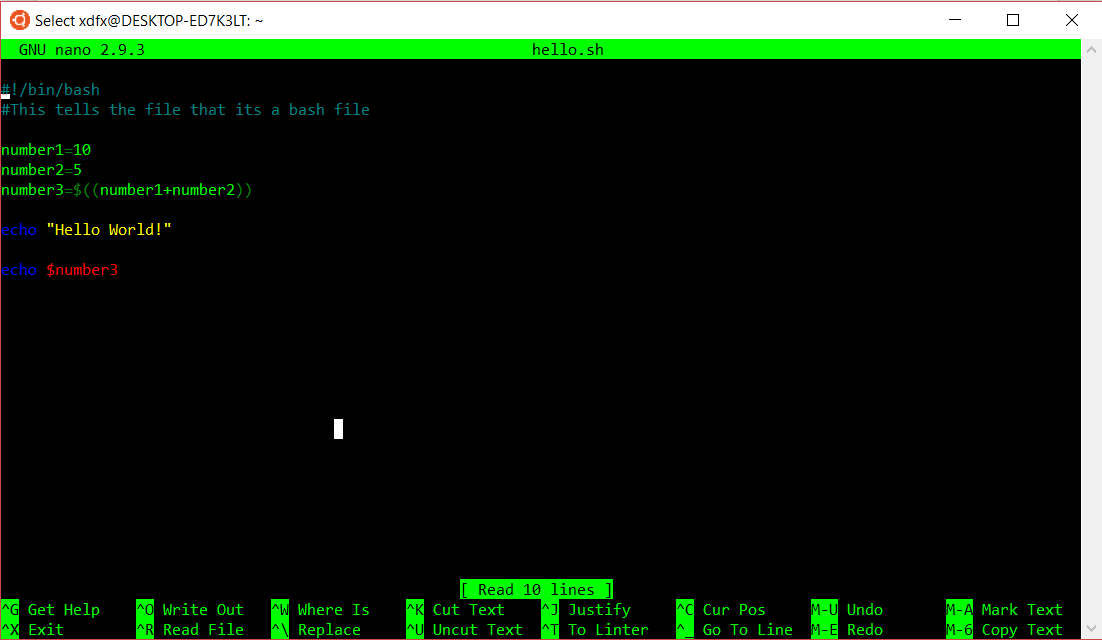 Select xdfx@DESKTOP-ED7K3LT: ~
GNU nano 2.9.3 hello.sh
#!/bin/bash
#This tells the file that its a bash file
number1=10
number2=5
number3=$((number1+number2))
echo "Hello World!"
echo $number3
[ Read 10 lines ]
^G Get Help ^O Write Out ^W Where Is ^K Cut Text ^J Justify ^C Cur Pos M-U Undo M-A Mark Text
^X Exit ^R Read File ^\ Replace ^U Uncut Text ^T To Linter ^_ Go To Line M-E Redo M-6 Copy Text